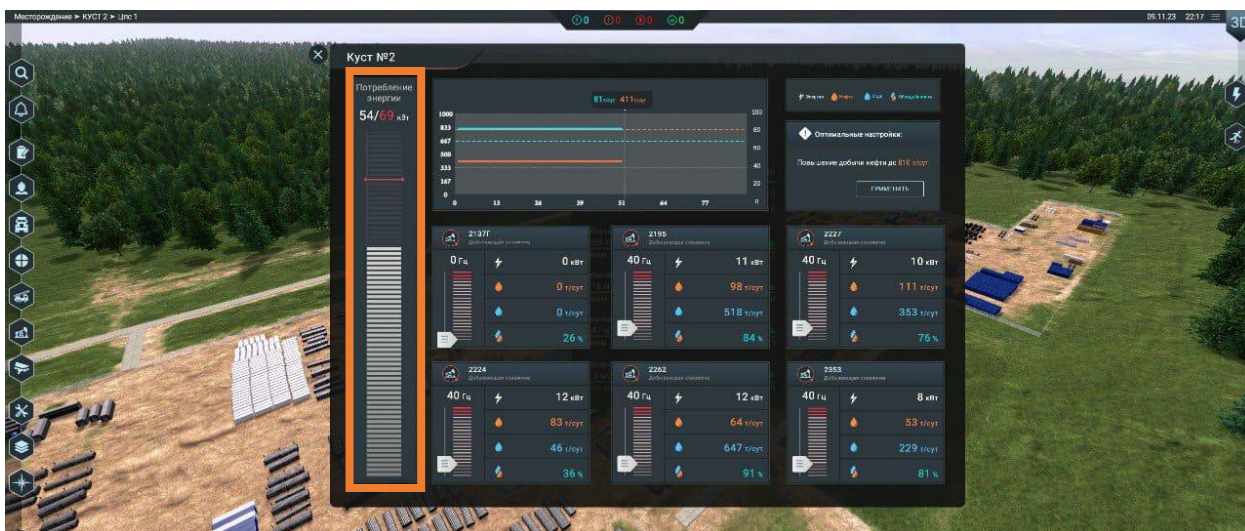 Месторождение ➤ КУСТ 2 ➤ Цпс 1
0 0 0 0
09.11.23 22:17
3D
Куст №2
Потребление
энергии
54/69 кВт
81 т/сут 411 т/сут
1000
833
667
500
333
167
0
100
80
60
40
20
0
0 13 26 39 51 64 77
Энергия Нефть Вода Обводнённость
Оптимальные настройки:
Повышение добычи нефти до 810 т/сут
ПРИМЕНИТЬ
2137Г
Добывающая скважина
0 Гц
0 кВт
0 т/сут
0 т/сут
26 %
2195
Добывающая скважина
40 Гц
11 кВт
98 т/сут
518 т/сут
84 %
2227
Добывающая скважина
40 Гц
10 кВт
111 т/сут
353 т/сут
76 %
2224
Добывающая скважина
40 Гц
12 кВт
83 т/сут
46 т/сут
36 %
2262
Добывающая скважина
40 Гц
12 кВт
64 т/сут
647 т/сут
91 %
2353
Добывающая скважина
40 Гц
8 кВт
53 т/сут
229 т/сут
81 %